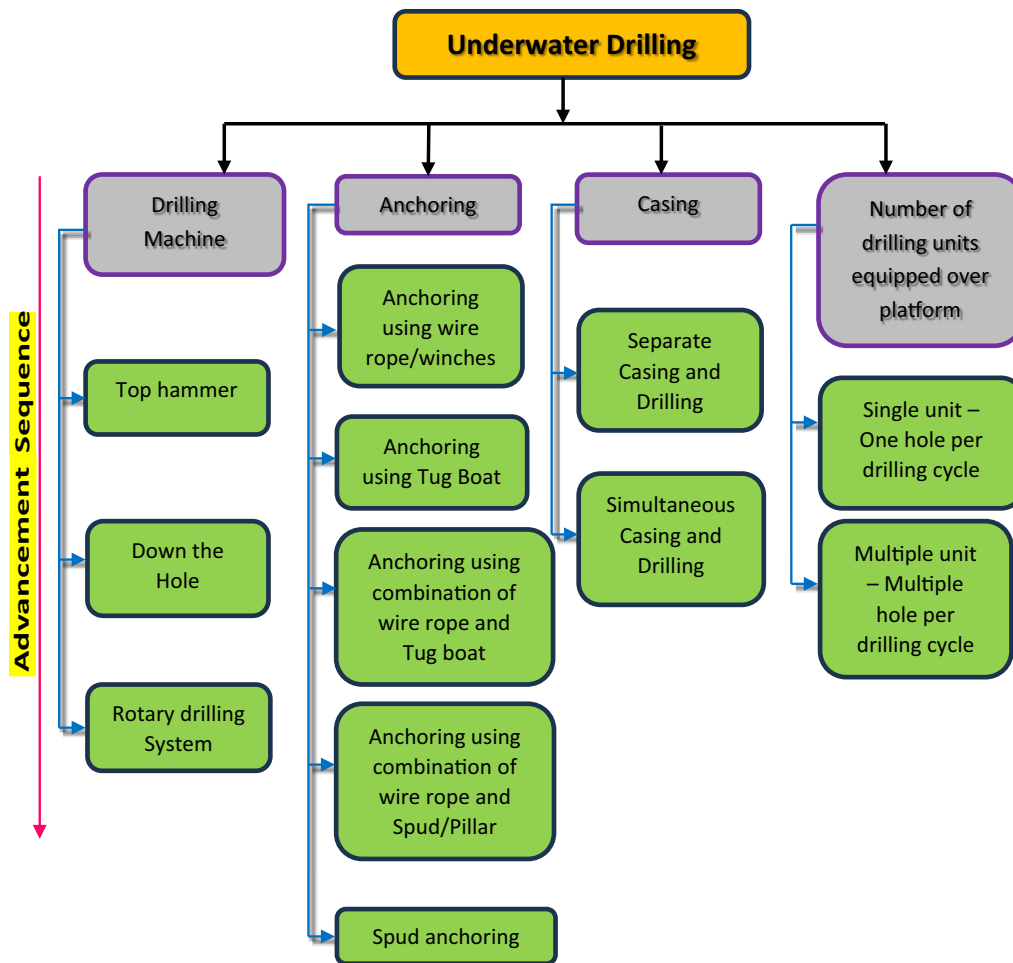 Underwater Drilling
Advancement Sequence
Drilling
Machine
Top hammer
Down the
Hole
Rotary drilling
System
Anchoring
Anchoring
using wire
rope/winches
Anchoring
using Tug Boat
Anchoring using
combination of
wire rope and
Tug boat
Anchoring using
combination of
wire rope and
Spud/Pillar
Spud anchoring
Casing
Separate
Casing and
Drilling
Simultaneous
Casing and
Drilling
Number of
drilling units
equipped over
platform
Single unit –
One hole per
drilling cycle
Multiple unit
– Multiple
hole per
drilling cycle